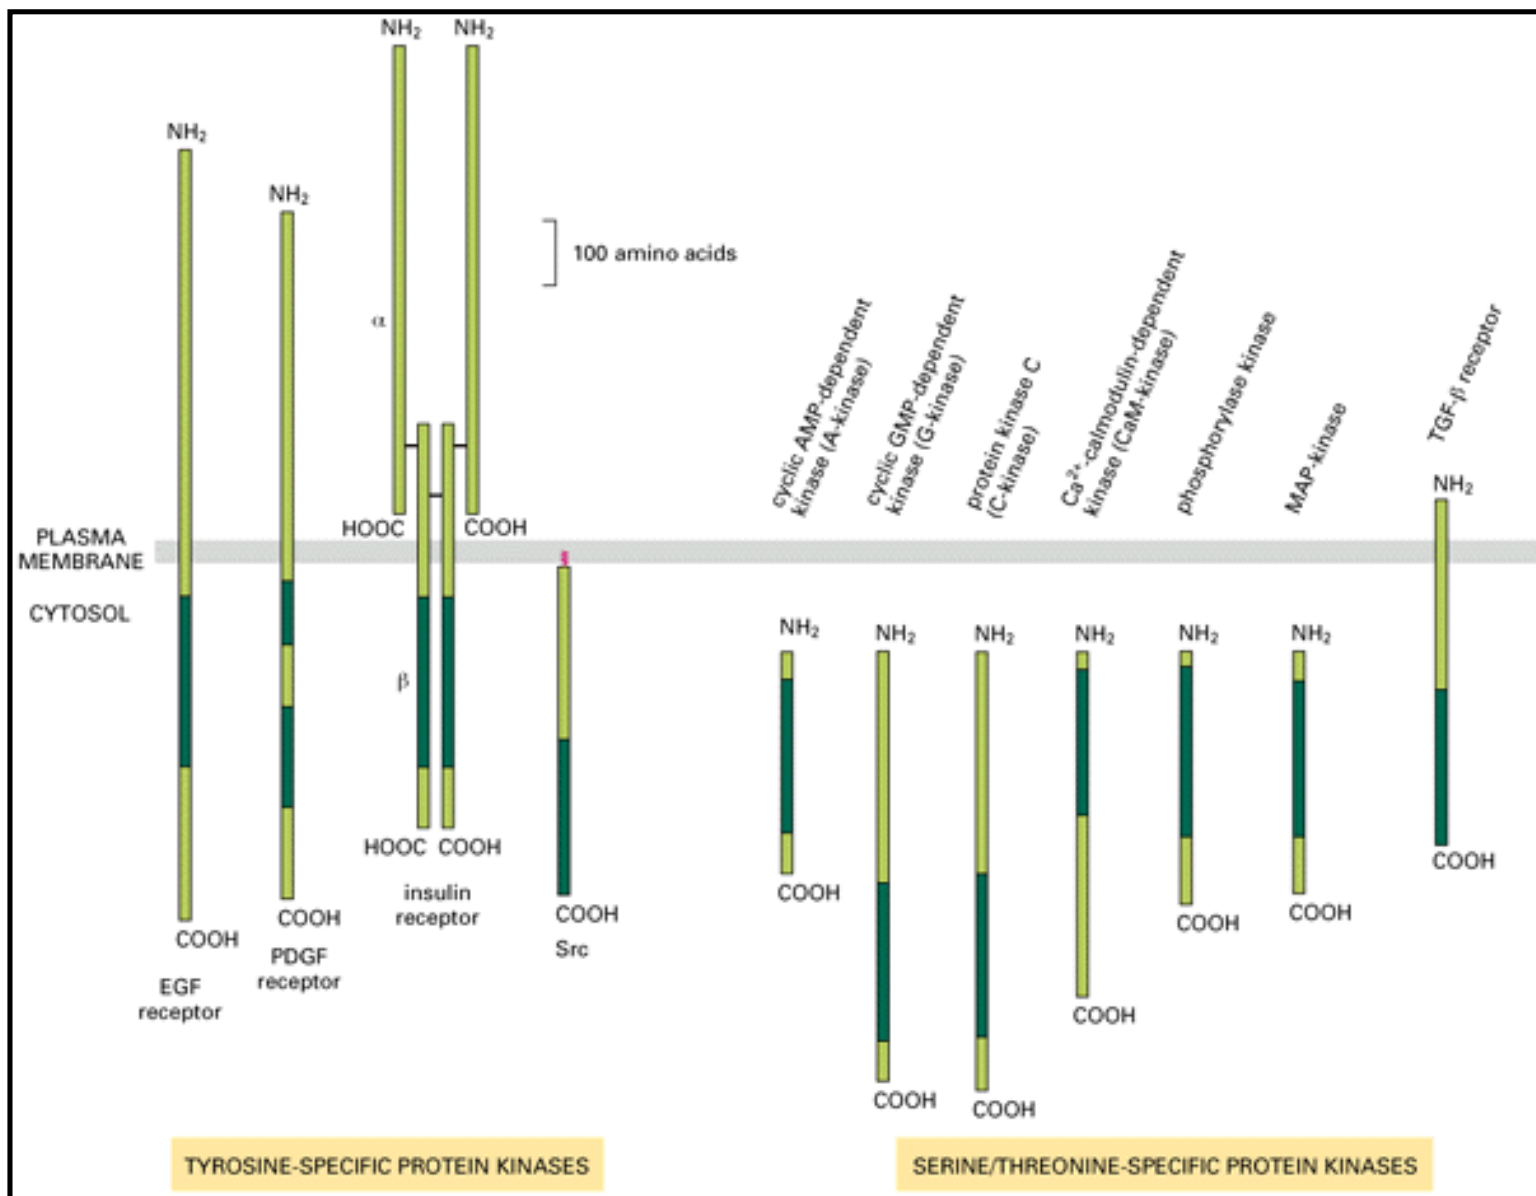 NH₂
NH₂
NH₂
NH₂
100 amino acids
α
HOOC
COOH
PLASMA
MEMBRANE
CYTOSOL
β
HOOC
COOH
insulin
receptor
COOH
PDGF
receptor
COOH
EGF
receptor
COOH
Src
cyclic AMP-dependent
kinase (A-kinase)
cyclic GMP-dependent
kinase (G-kinase)
protein kinase C
(C-kinase)
Ca²⁺-calmodulin-dependent
kinase (CaM-kinase)
phosphorylase kinase
MAP-kinase
TGF-β receptor
NH₂
NH₂
NH₂
NH₂
NH₂
NH₂
NH₂
COOH
COOH
COOH
COOH
COOH
COOH
COOH
TYROSINE-SPECIFIC PROTEIN KINASES
SERINE/THREONINE-SPECIFIC PROTEIN KINASES